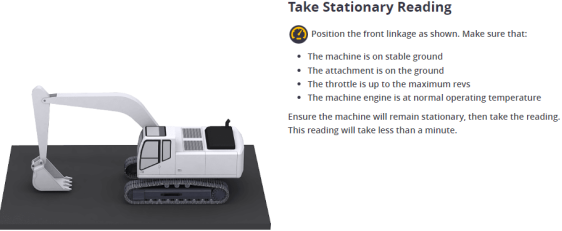 Take Stationary Reading
Position the front linkage as shown. Make sure that:
• The machine is on stable ground
• The attachment is on the ground
• The throttle is up to the maximum revs
• The machine engine is at normal operating temperature
Ensure the machine will remain stationary, then take the reading.
This reading will take less than a minute.